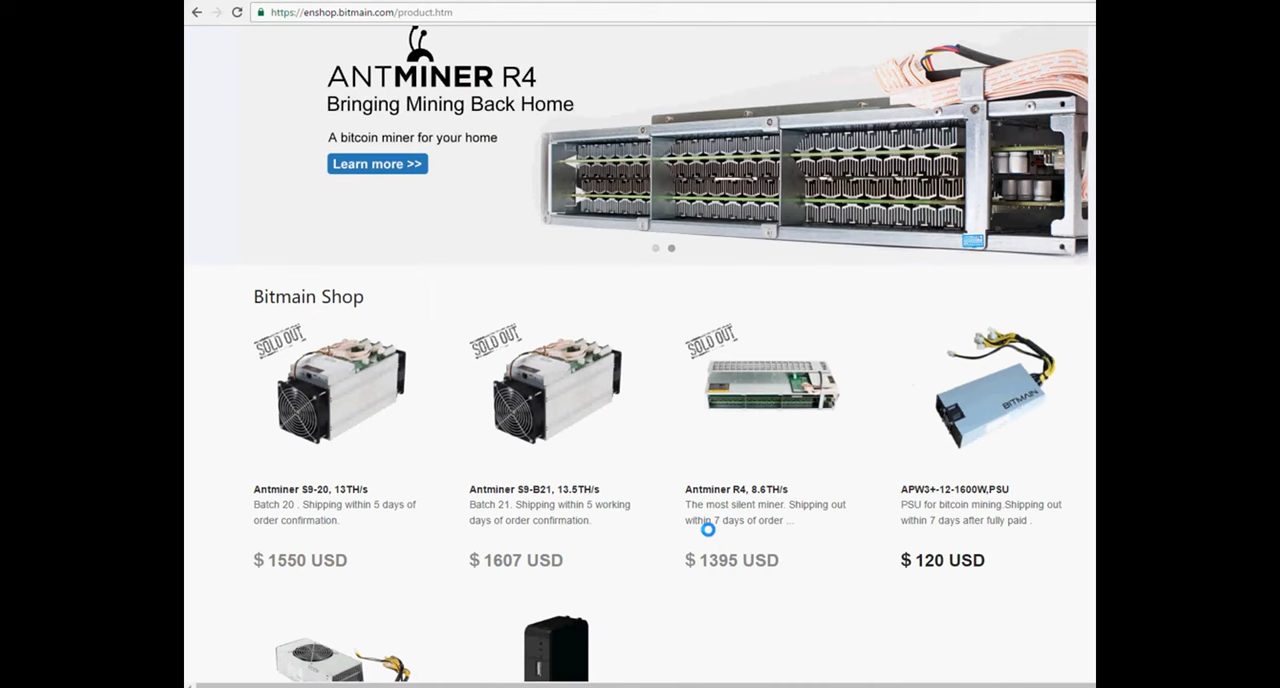 https://enshop.bitmain.com/product.htm
ANTMINER R4
Bringing Mining Back Home
A bitcoin miner for your home
Learn more >>
Bitmain Shop
SOLD OUT
SOLD OUT
SOLD OUT
BITMAIN
Antminer S9-20, 13TH/s
Batch 20 . Shipping within 5 days of
order confirmation.
$ 1550 USD
Antminer S9-B21, 13.5TH/s
Batch 21. Shipping within 5 working
days of order confirmation.
$ 1607 USD
Antminer R4, 8.6TH/s
The most silent miner. Shipping out
within 7 days of order ...
$ 1395 USD
APW3+-12-1600W,PSU
PSU for bitcoin mining.Shipping out
within 7 days after fully paid .
$ 120 USD